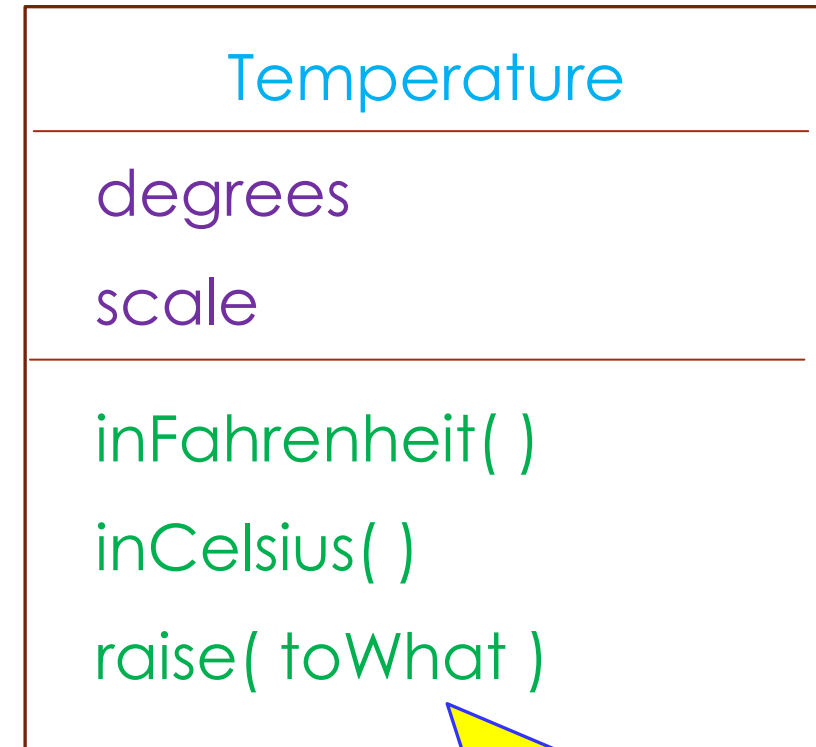 Temperature
degrees
scale
inFahrenheit( )
inCelsius( )
raise( toWhat )